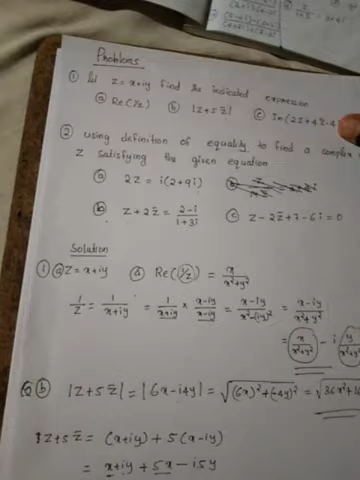 Problems
① let z = x+iy find the indicated expression
ⓐ Re(1/z) ⓑ |z+5z̄| ⓒ Im(2z+4z̄-4
② using definition of equality to find a complex
z satisfying the given equation
ⓐ 2z = i(2+9i)
ⓑ z+2z̄ = (2-i)/(1+3i) ⓒ z-2z̄+7-6i = 0
Solution
① ⓐ z = x+iy ⓐ Re(1/z) = x/(x²+y²)
1/z = 1/(x+iy) = 1/(x+iy) × (x-iy)/(x-iy) = (x-iy)/(x²-(iy)²) = (x-iy)/(x²+y²)
= x/(x²+y²) - i y/(x²+y²
ⓑ |z+5z̄| = |6x-i4y| = √((6x)²+(-4y)²) = √(36x²+16
z+5z̄ = (x+iy) + 5(x-iy)
= x+iy + 5x - i5y